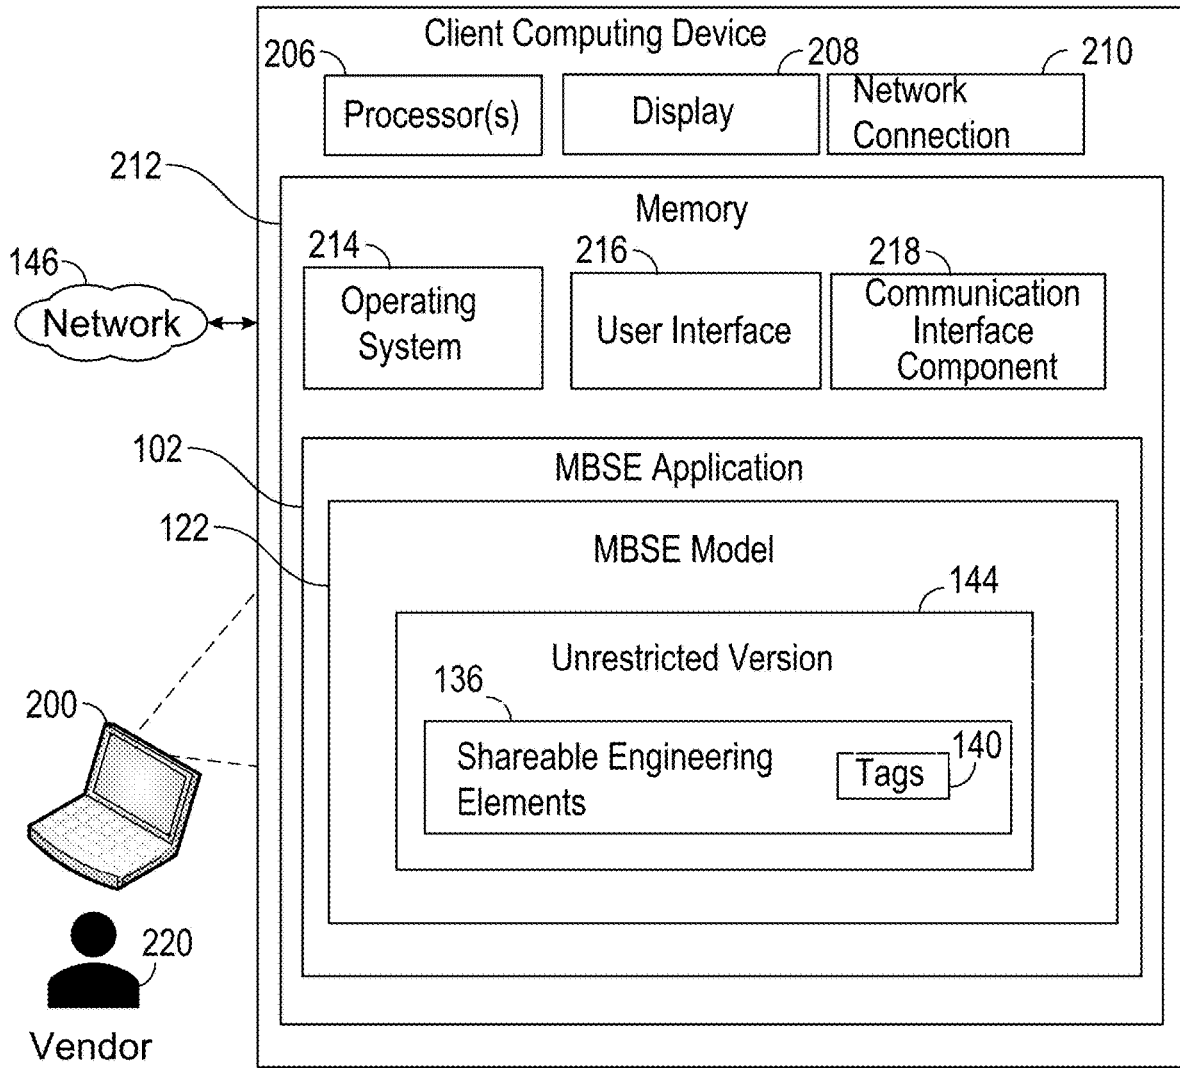 Client Computing Device
206
208
210
Processor(s)
Display
Network
Connection
212
Memory
146
214
216
218
Network
Operating
System
User Interface
Communication
Interface
Component
102
MBSE Application
122
MBSE Model
144
Unrestricted Version
136
200
140
Shareable Engineering
Elements
Tags
220
Vendor